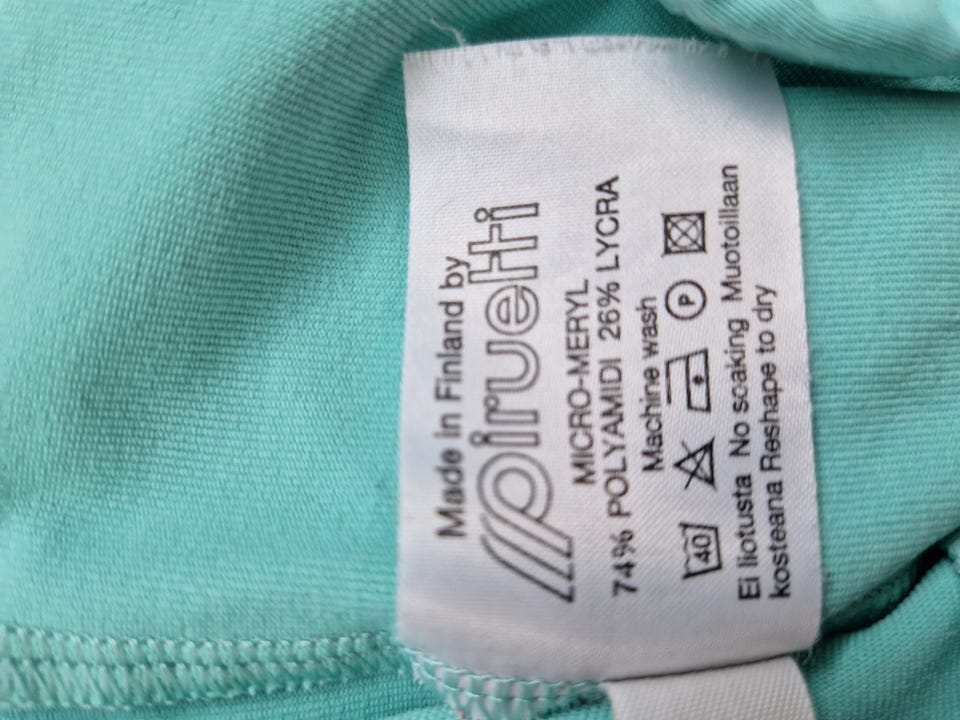 Made in Finland by
piruetti
MICRO-MERYL
74% POLYAMIDI 26% LYCRA
Machine wash
40 P
Ei liotusta No soaking Muotoillaan
kosteana Reshape to dry